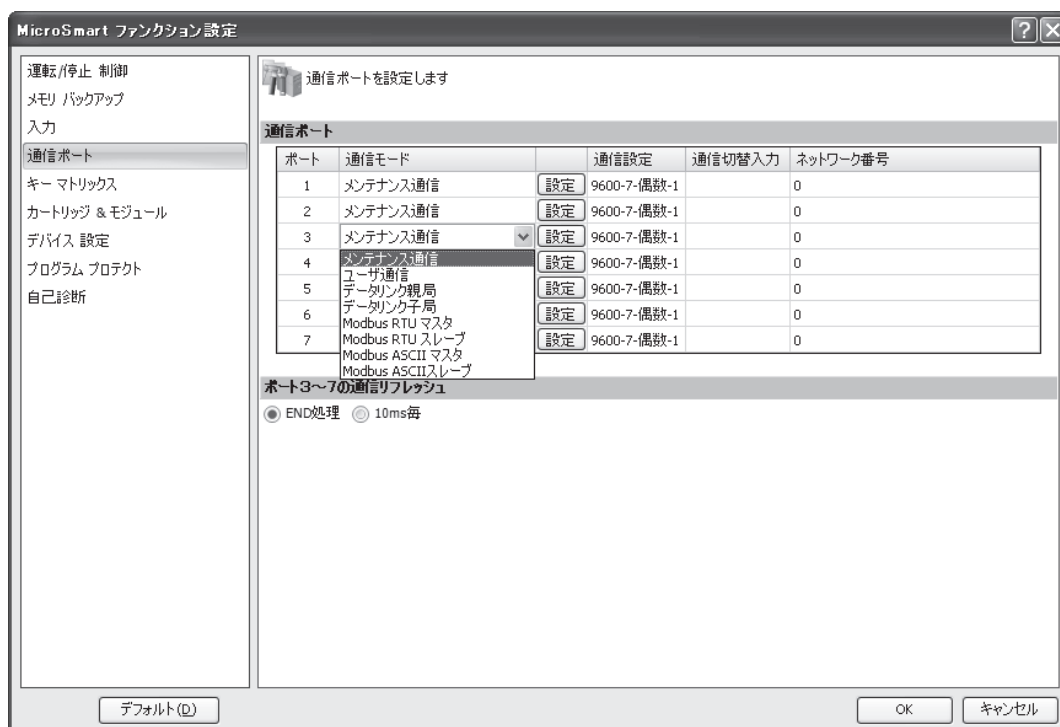 MicroSmart ファンクション設定
運転/停止 制御
メモリ バックアップ
入力
通信ポート
キー マトリックス
カートリッジ & モジュール
デバイス 設定
プログラム プロテクト
自己診断
通信ポートを設定します
通信ポート
ポート 通信モード 通信設定 通信切替入力 ネットワーク番号
1 メンテナンス通信 設定 9600-7-偶数-1 0
2 メンテナンス通信 設定 9600-7-偶数-1 0
3 メンテナンス通信 設定 9600-7-偶数-1 0
4 設定 9600-7-偶数-1 0
5 設定 9600-7-偶数-1 0
6 設定 9600-7-偶数-1 0
7 設定 9600-7-偶数-1 0
メンテナンス通信
ユーザ通信
データリンク親局
データリンク子局
Modbus RTU マスタ
Modbus RTU スレーブ
Modbus ASCII マスタ
Modbus ASCIIスレーブ
ポート3～7の通信リフレッシュ
END処理 10ms毎
デフォルト(D) OK キャンセル